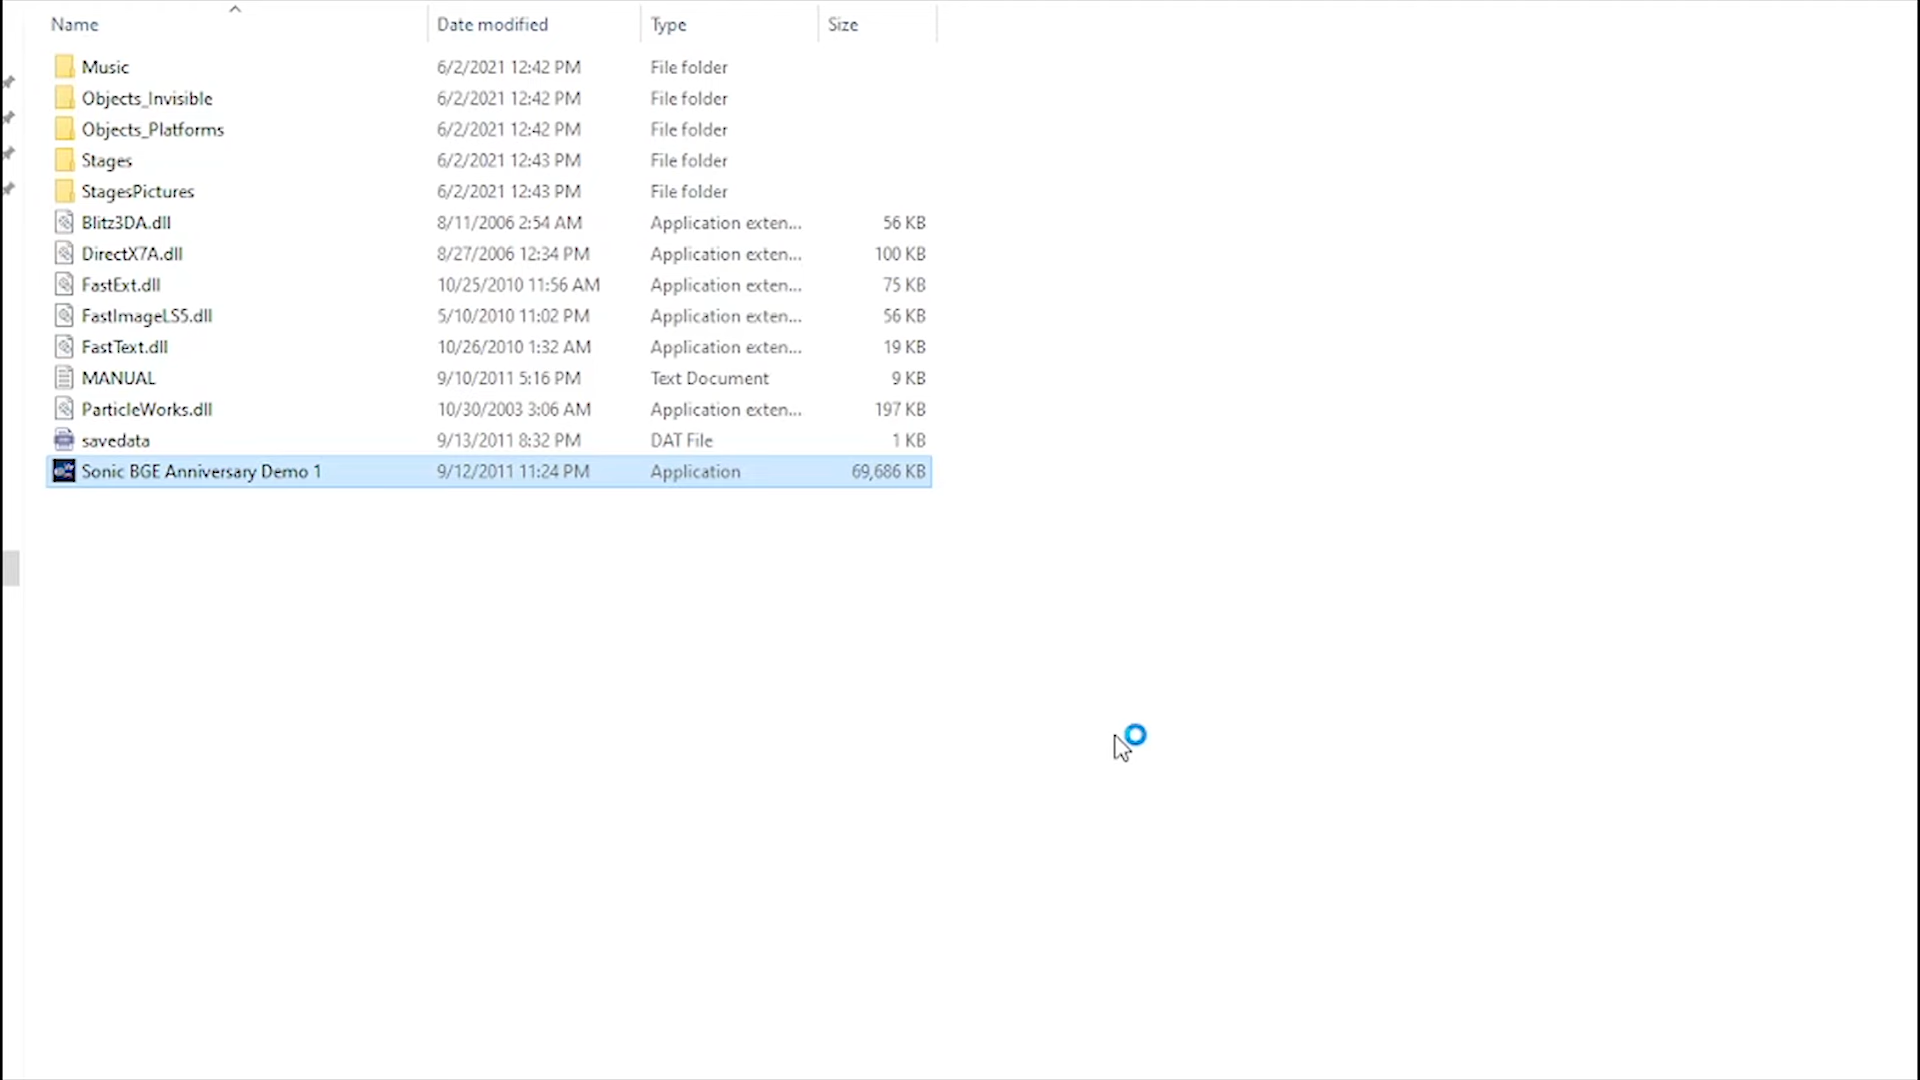 Name Date modified Type Size
Music 6/2/2021 12:42 PM File folder
Objects_Invisible 6/2/2021 12:42 PM File folder
Objects_Platforms 6/2/2021 12:42 PM File folder
Stages 6/2/2021 12:43 PM File folder
StagesPictures 6/2/2021 12:43 PM File folder
Blitz3DA.dll 8/11/2006 2:54 AM Application exten... 56 KB
DirectX7A.dll 8/27/2006 12:34 PM Application exten... 100 KB
FastExt.dll 10/25/2010 11:56 AM Application exten... 75 KB
FastImageLS5.dll 5/10/2010 11:02 PM Application exten... 56 KB
FastText.dll 10/26/2010 1:32 AM Application exten... 19 KB
MANUAL 9/10/2011 5:16 PM Text Document 9 KB
ParticleWorks.dll 10/30/2003 3:06 AM Application exten... 197 KB
savedata 9/13/2011 8:32 PM DAT File 1 KB
Sonic BGE Anniversary Demo 1 9/12/2011 11:24 PM Application 69,686 KB